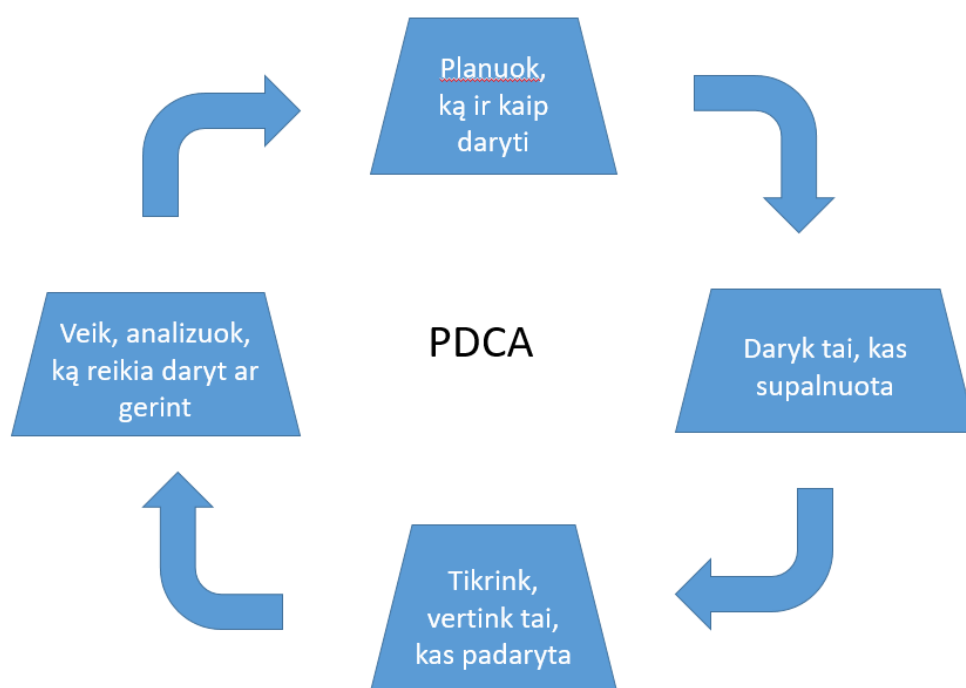 Planuok,
ką ir kaip
daryti
Veik, analizuok,
ką reikia daryt ar
gerint
PDCA
Daryk tai, kas
supalnuota
Tikrink,
vertink tai,
kas padaryta